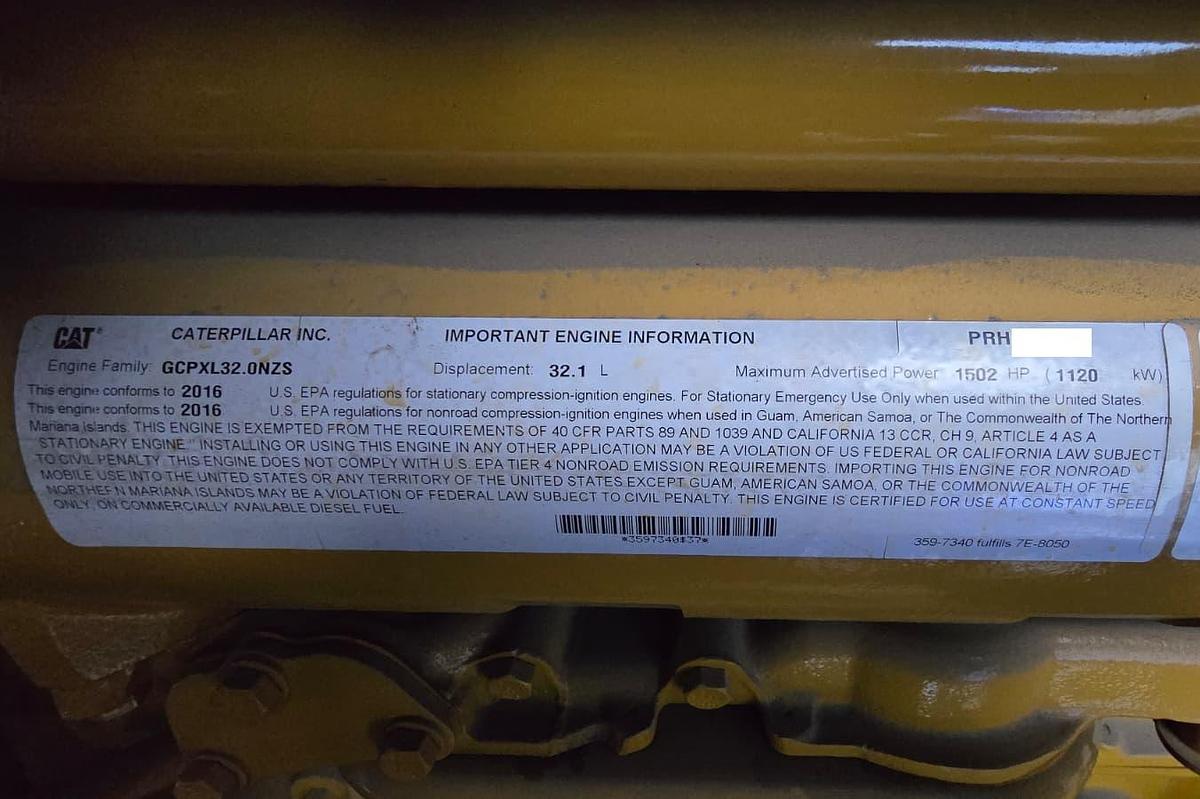 CAT® CATERPILLAR INC. IMPORTANT ENGINE INFORMATION PRH
Engine Family: GCPXL32.0NZS Displacement: 32.1 L Maximum Advertised Power 1502 HP (1120 kW)
This engine conforms to 2016 U.S. EPA regulations for stationary compression-ignition engines. For Stationary Emergency Use Only when used within the United States.
This engine conforms to 2016 U.S. EPA regulations for nonroad compression-ignition engines when used in Guam, American Samoa, or The Commonwealth of The Northern
Mariana Islands. THIS ENGINE IS EXEMPTED FROM THE REQUIREMENTS OF 40 CFR PARTS 89 AND 1039 AND CALIFORNIA 13 CCR, CH 9, ARTICLE 4 AS A
STATIONARY ENGINE." INSTALLING OR USING THIS ENGINE IN ANY OTHER APPLICATION MAY BE A VIOLATION OF US FEDERAL OR CALIFORNIA LAW SUBJECT
TO CIVIL PENALTY. THIS ENGINE DOES NOT COMPLY WITH U.S. EPA TIER 4 NONROAD EMISSION REQUIREMENTS. IMPORTING THIS ENGINE FOR NONROAD
MOBILE USE INTO THE UNITED STATES OR ANY TERRITORY OF THE UNITED STATES EXCEPT GUAM, AMERICAN SAMOA, OR THE COMMONWEALTH OF THE
NORTHERN MARIANA ISLANDS MAY BE A VIOLATION OF FEDERAL LAW SUBJECT TO CIVIL PENALTY. THIS ENGINE IS CERTIFIED FOR USE AT CONSTANT SPEED
ONLY, ON COMMERCIALLY AVAILABLE DIESEL FUEL.
*3597340$37*
359-7340 fulfills 7E-8050